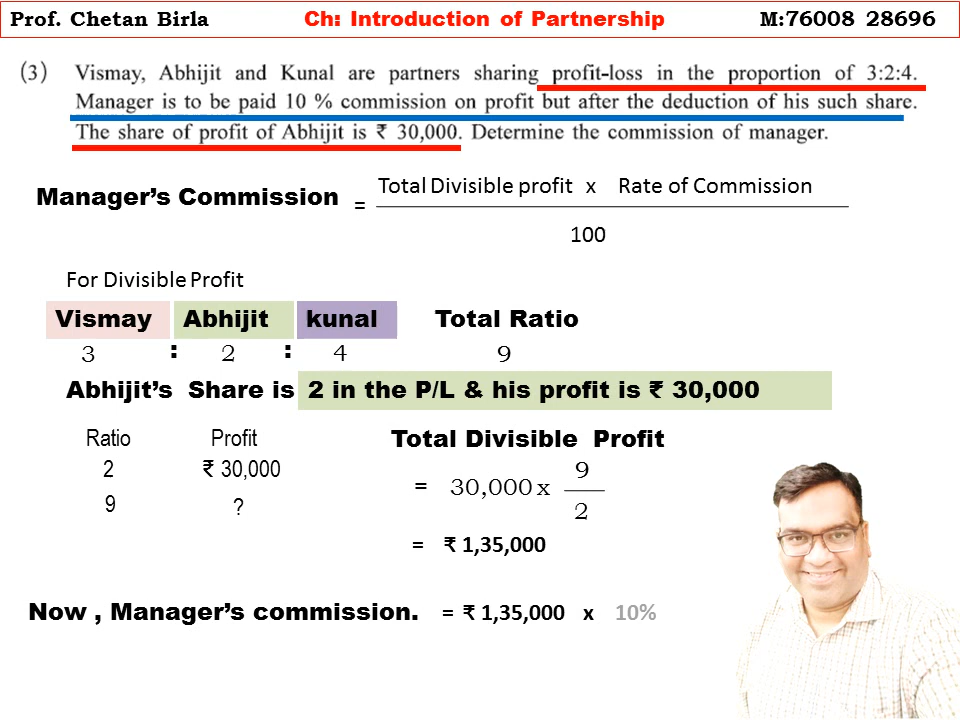 Prof. Chetan Birla Ch: Introduction of Partnership M:76008 28696
(3) Vismay, Abhijit and Kunal are partners sharing profit-loss in the proportion of 3:2:4.
Manager is to be paid 10 % commission on profit but after the deduction of his such share.
The share of profit of Abhijit is ₹ 30,000. Determine the commission of manager.
Total Divisible profit x Rate of Commission
Manager's Commission =
100
For Divisible Profit
Vismay Abhijit kunal Total Ratio
3 : 2 : 4 9
Abhijit's Share is 2 in the P/L & his profit is ₹ 30,000
Ratio Profit Total Divisible Profit
2 ₹ 30,000 9
= 30,000 x
9 ? 2
= ₹ 1,35,000
Now , Manager's commission. = ₹ 1,35,000 x 10%